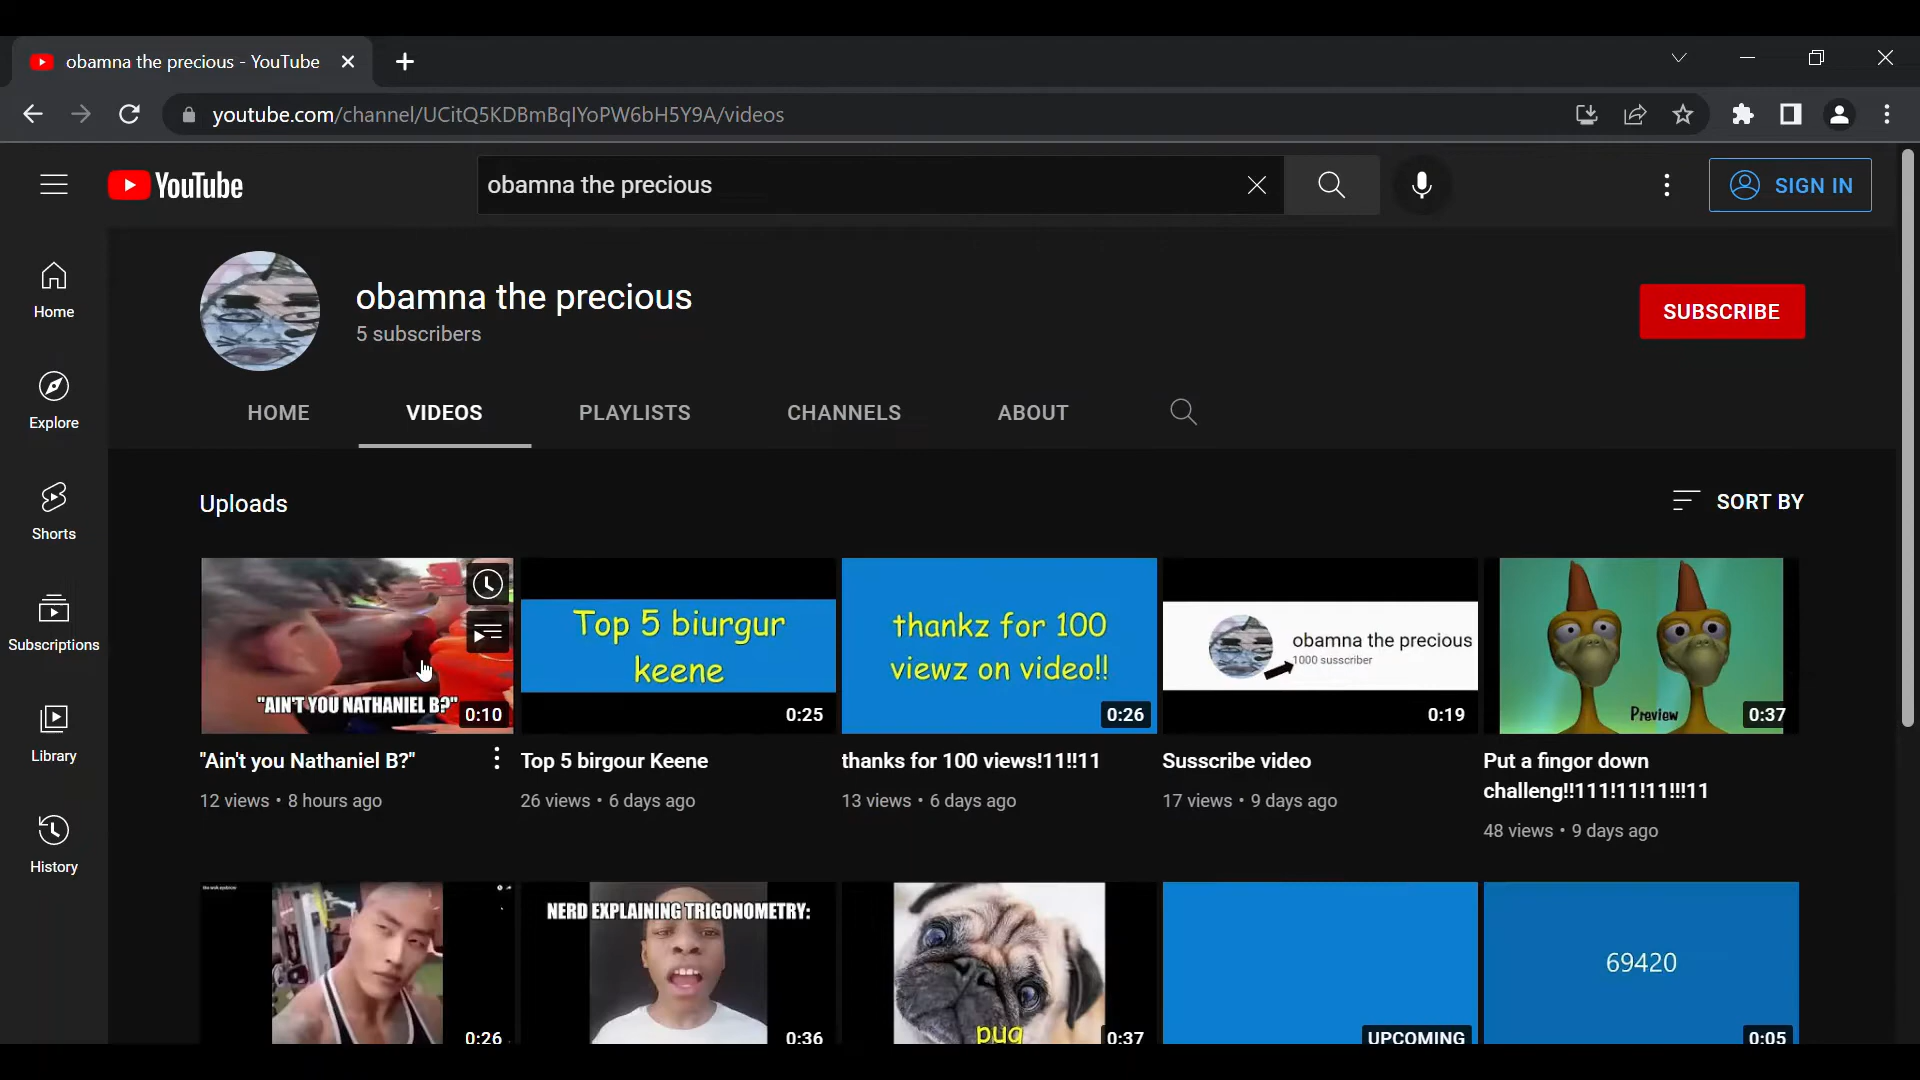 obamna the precious - YouTube
youtube.com/channel/UCitQ5KDBmBqIYoPW6bH5Y9A/videos
YouTube
obamna the precious
SIGN IN
Home
Explore
Shorts
Subscriptions
Library
History
obamna the precious
5 subscribers
SUBSCRIBE
HOME
VIDEOS
PLAYLISTS
CHANNELS
ABOUT
Uploads
SORT BY
"AIN'T YOU NATHANIEL B?"
0:10
"Ain't you Nathaniel B?"
12 views • 8 hours ago
Top 5 biurgur
keene
0:25
Top 5 birgour Keene
26 views • 6 days ago
thankz for 100
viewz on video!!
0:26
thanks for 100 views!11!!11
13 views • 6 days ago
obamna the precious
1000 susscriber
0:19
Susscribe video
17 views • 9 days ago
Preview
0:37
Put a fingor down
challeng!!111!11!11!!!11
48 views • 9 days ago
0:26
NERD EXPLAINING TRIGONOMETRY:
0:36
pug
0:37
UPCOMING
69420
0:05